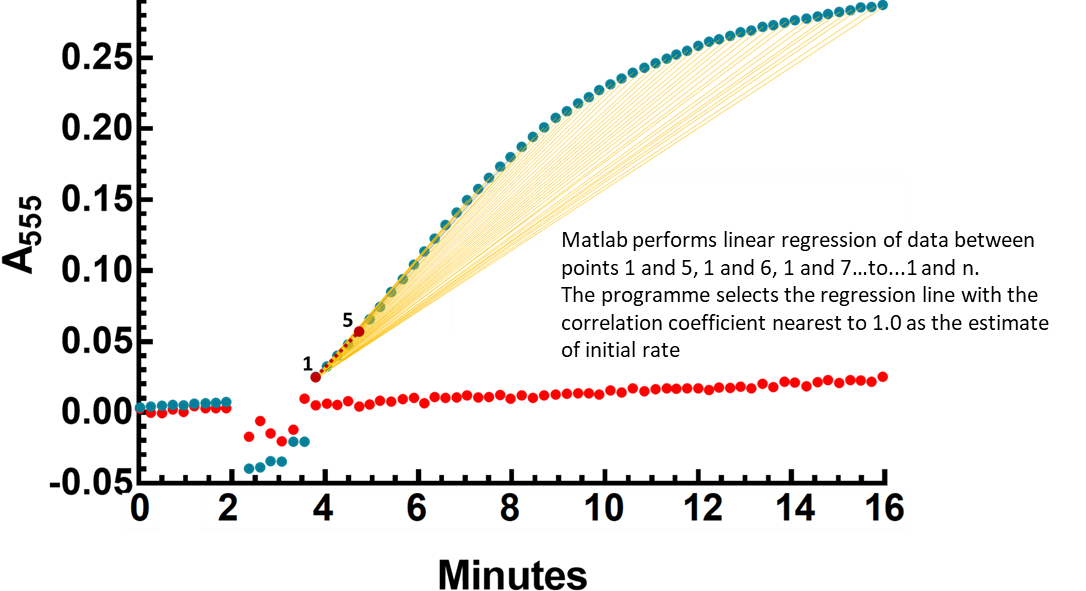 0.25
0.20
0.15
0.10
0.05
0.00
-0.05
A555
5
1
Matlab performs linear regression of data between
points 1 and 5, 1 and 6, 1 and 7...to...1 and n.
The programme selects the regression line with the
correlation coefficient nearest to 1.0 as the estimate
of initial rate
0 2 4 6 8 10 12 14 16
Minutes